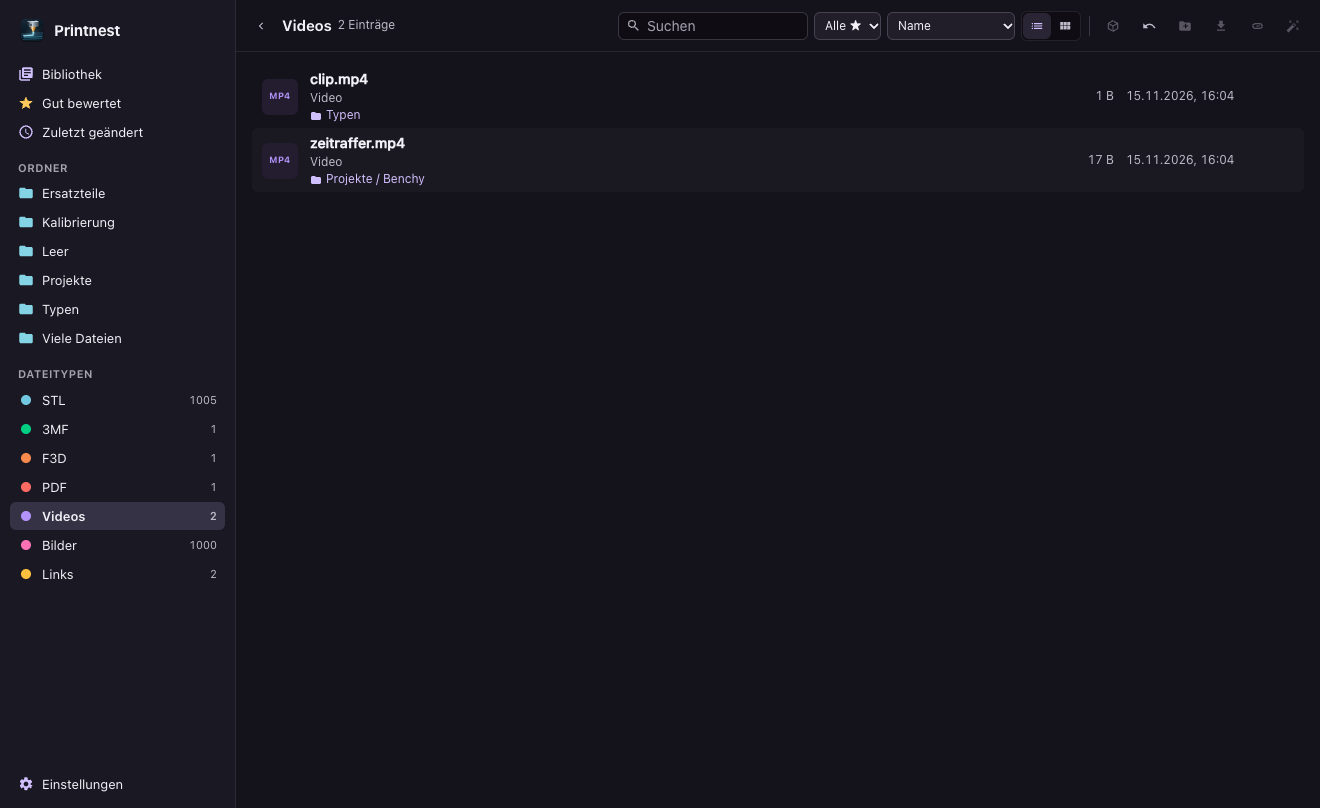 Printnest
Bibliothek
Gut bewertet
Zuletzt geändert
ORDNER
Ersatzteile
Kalibrierung
Leer
Projekte
Typen
Viele Dateien
DATEITYPEN
STL 1005
3MF 1
F3D 1
PDF 1
Videos 2
Bilder 1000
Links 2
Einstellungen
Videos 2 Einträge
Suchen
Alle ★
Name
MP4
clip.mp4
Video
Typen
1 B 15.11.2026, 16:04
MP4
zeitraffer.mp4
Video
Projekte / Benchy
17 B 15.11.2026, 16:04